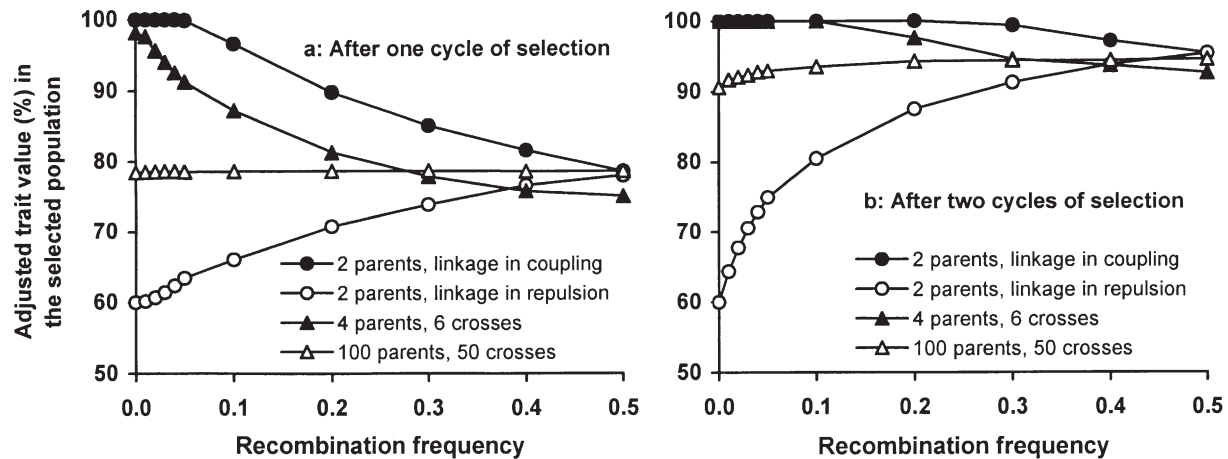 Adjusted trait value (%) in
the selected population
100
90
80
70
60
50
a: After one cycle of selection
2 parents, linkage in coupling
2 parents, linkage in repulsion
4 parents, 6 crosses
100 parents, 50 crosses
0.0 0.1 0.2 0.3 0.4 0.5
Recombination frequency
100
90
80
70
60
50
b: After two cycles of selection
2 parents, linkage in coupling
2 parents, linkage in repulsion
4 parents, 6 crosses
100 parents, 50 crosses
0.0 0.1 0.2 0.3 0.4 0.5
Recombination frequency